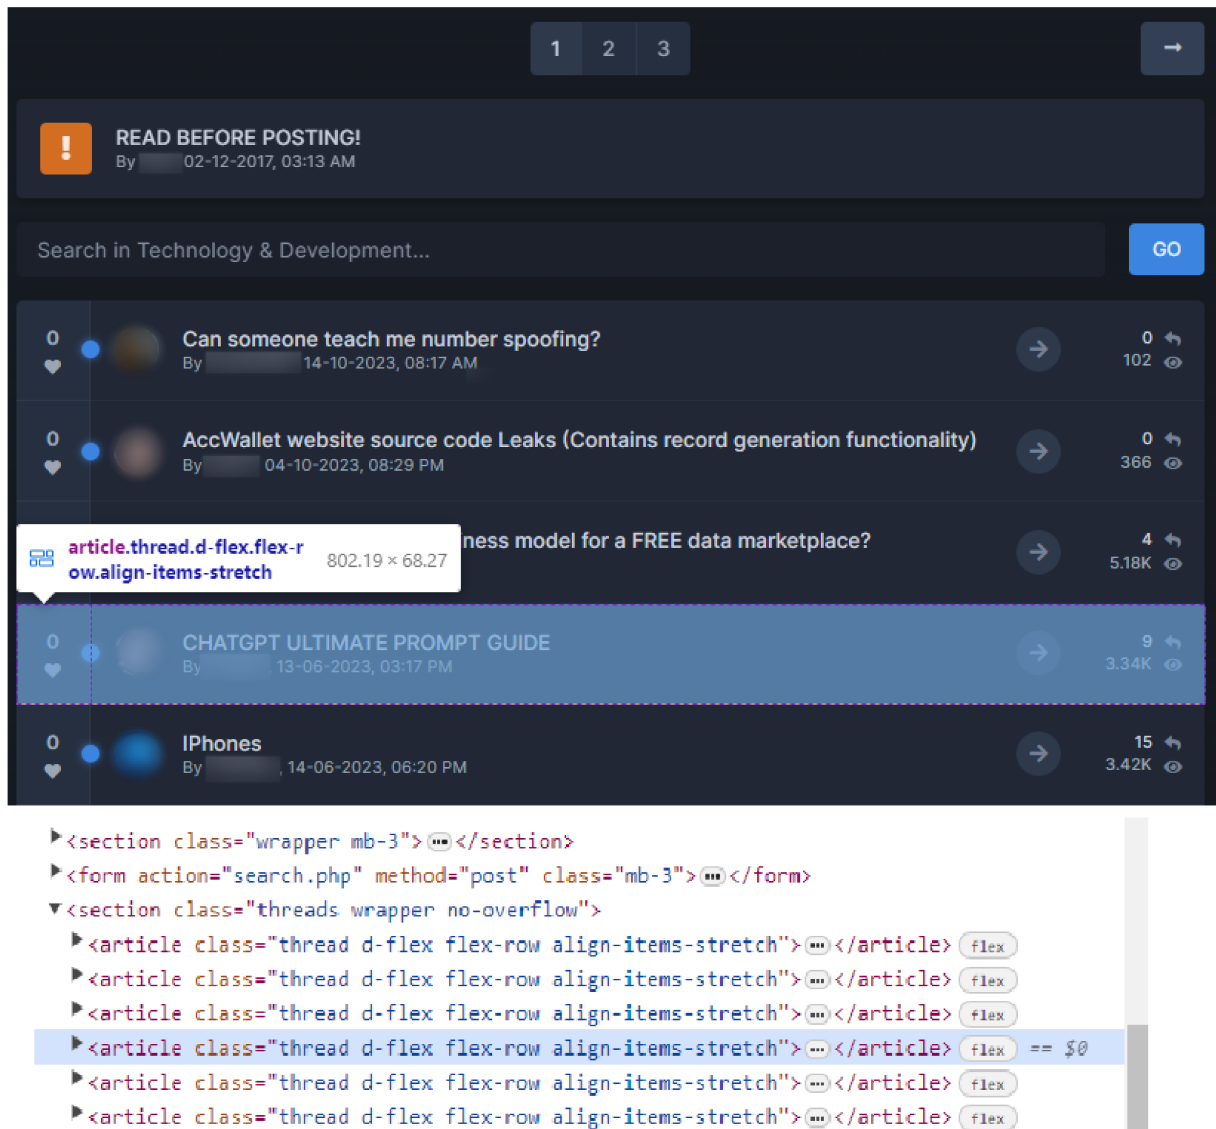 1 2 3 →
!
READ BEFORE POSTING!
By 02-12-2017, 03:13 AM
Search in Technology & Development...
GO
0
Can someone teach me number spoofing?
0
By 14-10-2023, 08:17 AM
102
0
AccWallet website source code Leaks (Contains record generation functionality)
0
By 04-10-2023, 08:29 PM
366
article.thread.d-flex.flex-r
ow.align-items-stretch
802.19 × 68.27
ness model for a FREE data marketplace?
4
5.18K
0
CHATGPT ULTIMATE PROMPT GUIDE
9
By 13-06-2023, 03:17 PM
3.34K
0
IPhones
15
By , 14-06-2023, 06:20 PM
3.42K
▶<section class="wrapper mb-3">…</section>
▶<form action="search.php" method="post" class="mb-3">…</form>
▼<section class="threads wrapper no-overflow">
▶<article class="thread d-flex flex-row align-items-stretch">…</article> flex
▶<article class="thread d-flex flex-row align-items-stretch">…</article> flex
▶<article class="thread d-flex flex-row align-items-stretch">…</article> flex
▶<article class="thread d-flex flex-row align-items-stretch">…</article> flex == $0
▶<article class="thread d-flex flex-row align-items-stretch">…</article> flex
▶<article class="thread d-flex flex-row align-items-stretch">…</article> flex